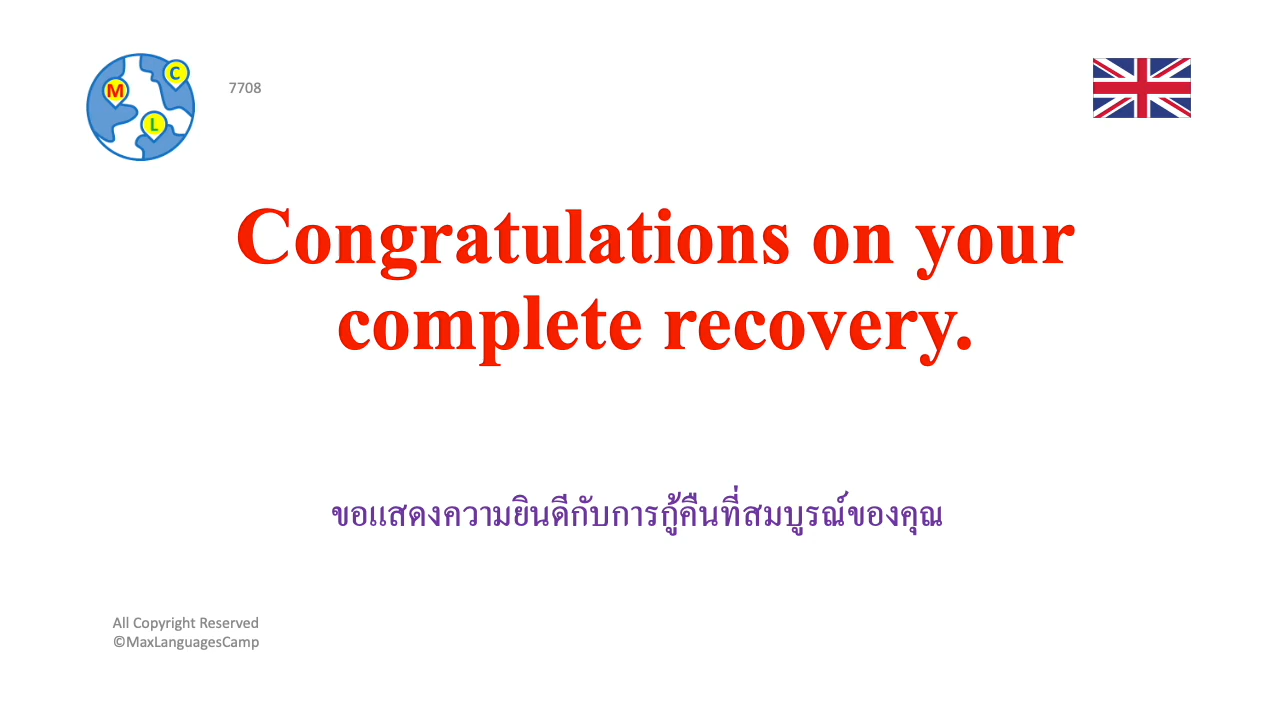 M
C
L
7708
Congratulations on your
complete recovery.
ขอแสดงความยินดีกับการกู้คืนที่สมบูรณ์ของคุณ
All Copyright Reserved
©MaxLanguagesCamp